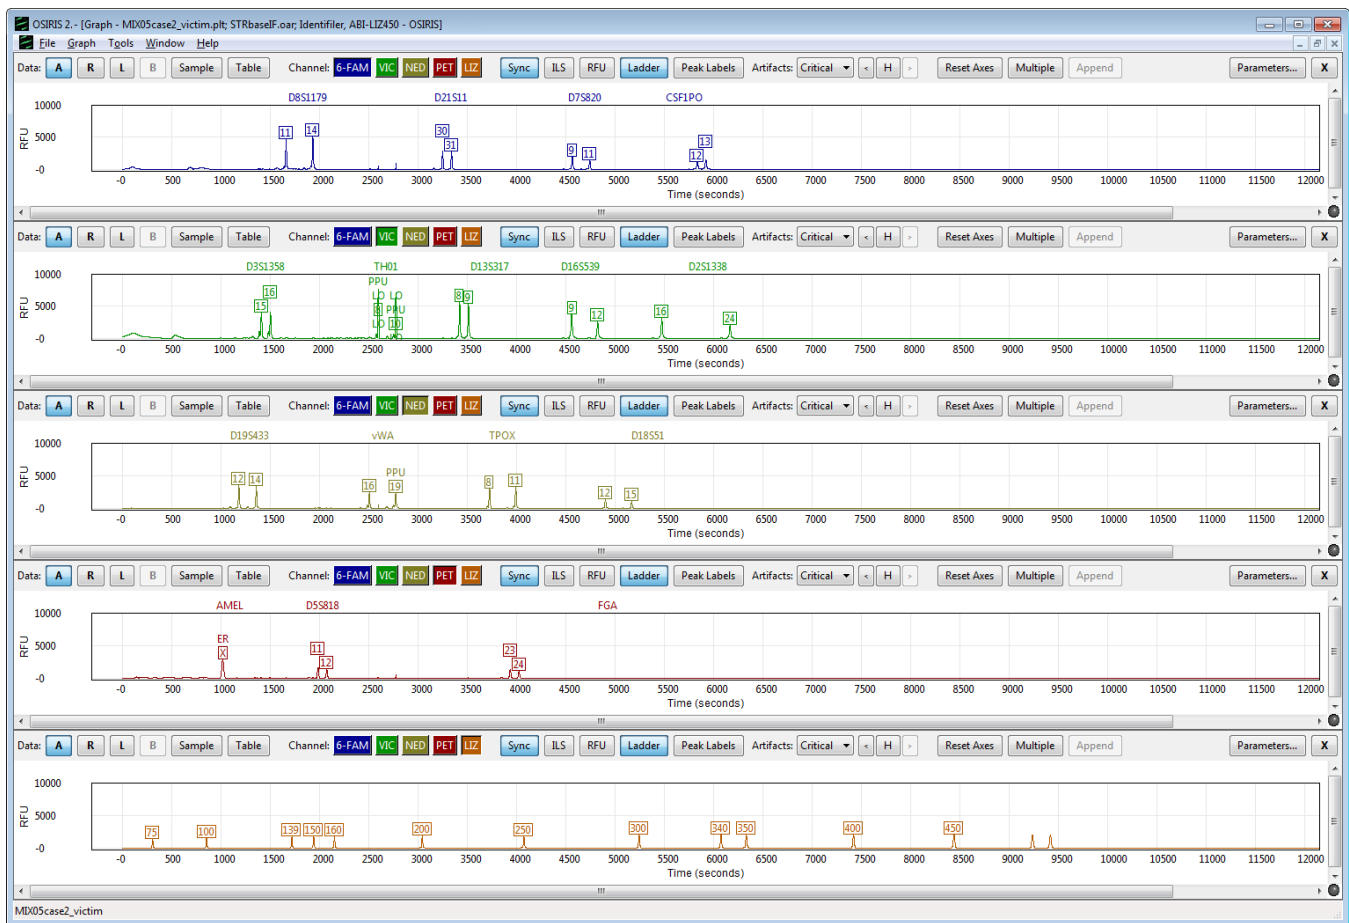 OSIRIS 2. - [Graph - MIX05case2_victim.plt; STRbaseIF.oar; Identifiler, ABI-LIZ450 - OSIRIS]
File Graph Tools Window Help
Data: A R L B Sample Table Channel: 6-FAM VIC NED PET LIZ Sync ILS RFU Ladder Peak Labels Artifacts: Critical < H > Reset Axes Multiple Append Parameters... X
D8S1179 D21S11 D7S820 CSF1PO
10000
5000
-0
RFU
11 14 30 31 9 11 12 13
-0 500 1000 1500 2000 2500 3000 3500 4000 4500 5000 5500 6000 6500 7000 7500 8000 8500 9000 9500 10000 10500 11000 11500 12000
Time (seconds)
Data: A R L B Sample Table Channel: 6-FAM VIC NED PET LIZ Sync ILS RFU Ladder Peak Labels Artifacts: Critical < H > Reset Axes Multiple Append Parameters... X
D3S1358 TH01 D13S317 D16S539 D2S1338
10000
5000
-0
RFU
PPU
LO LO
8 PPU
LO 10
LO
15 16 8 9 9 12 16 24
-0 500 1000 1500 2000 2500 3000 3500 4000 4500 5000 5500 6000 6500 7000 7500 8000 8500 9000 9500 10000 10500 11000 11500 12000
Time (seconds)
Data: A R L B Sample Table Channel: 6-FAM VIC NED PET LIZ Sync ILS RFU Ladder Peak Labels Artifacts: Critical < H > Reset Axes Multiple Append Parameters... X
D19S433 vWA TPOX D18S51
10000
5000
-0
RFU
PPU
12 14 16 19 8 11 12 15
-0 500 1000 1500 2000 2500 3000 3500 4000 4500 5000 5500 6000 6500 7000 7500 8000 8500 9000 9500 10000 10500 11000 11500 12000
Time (seconds)
Data: A R L B Sample Table Channel: 6-FAM VIC NED PET LIZ Sync ILS RFU Ladder Peak Labels Artifacts: Critical < H > Reset Axes Multiple Append Parameters... X
AMEL D5S818 FGA
10000
5000
-0
RFU
ER
X 11 12 23 24
-0 500 1000 1500 2000 2500 3000 3500 4000 4500 5000 5500 6000 6500 7000 7500 8000 8500 9000 9500 10000 10500 11000 11500 12000
Time (seconds)
Data: A R L B Sample Table Channel: 6-FAM VIC NED PET LIZ Sync ILS RFU Ladder Peak Labels Artifacts: Critical < H > Reset Axes Multiple Append Parameters... X
10000
5000
-0
RFU
75 100 139 150 160 200 250 300 340 350 400 450
-0 500 1000 1500 2000 2500 3000 3500 4000 4500 5000 5500 6000 6500 7000 7500 8000 8500 9000 9500 10000 10500 11000 11500 12000
Time (seconds)
MIX05case2_victim